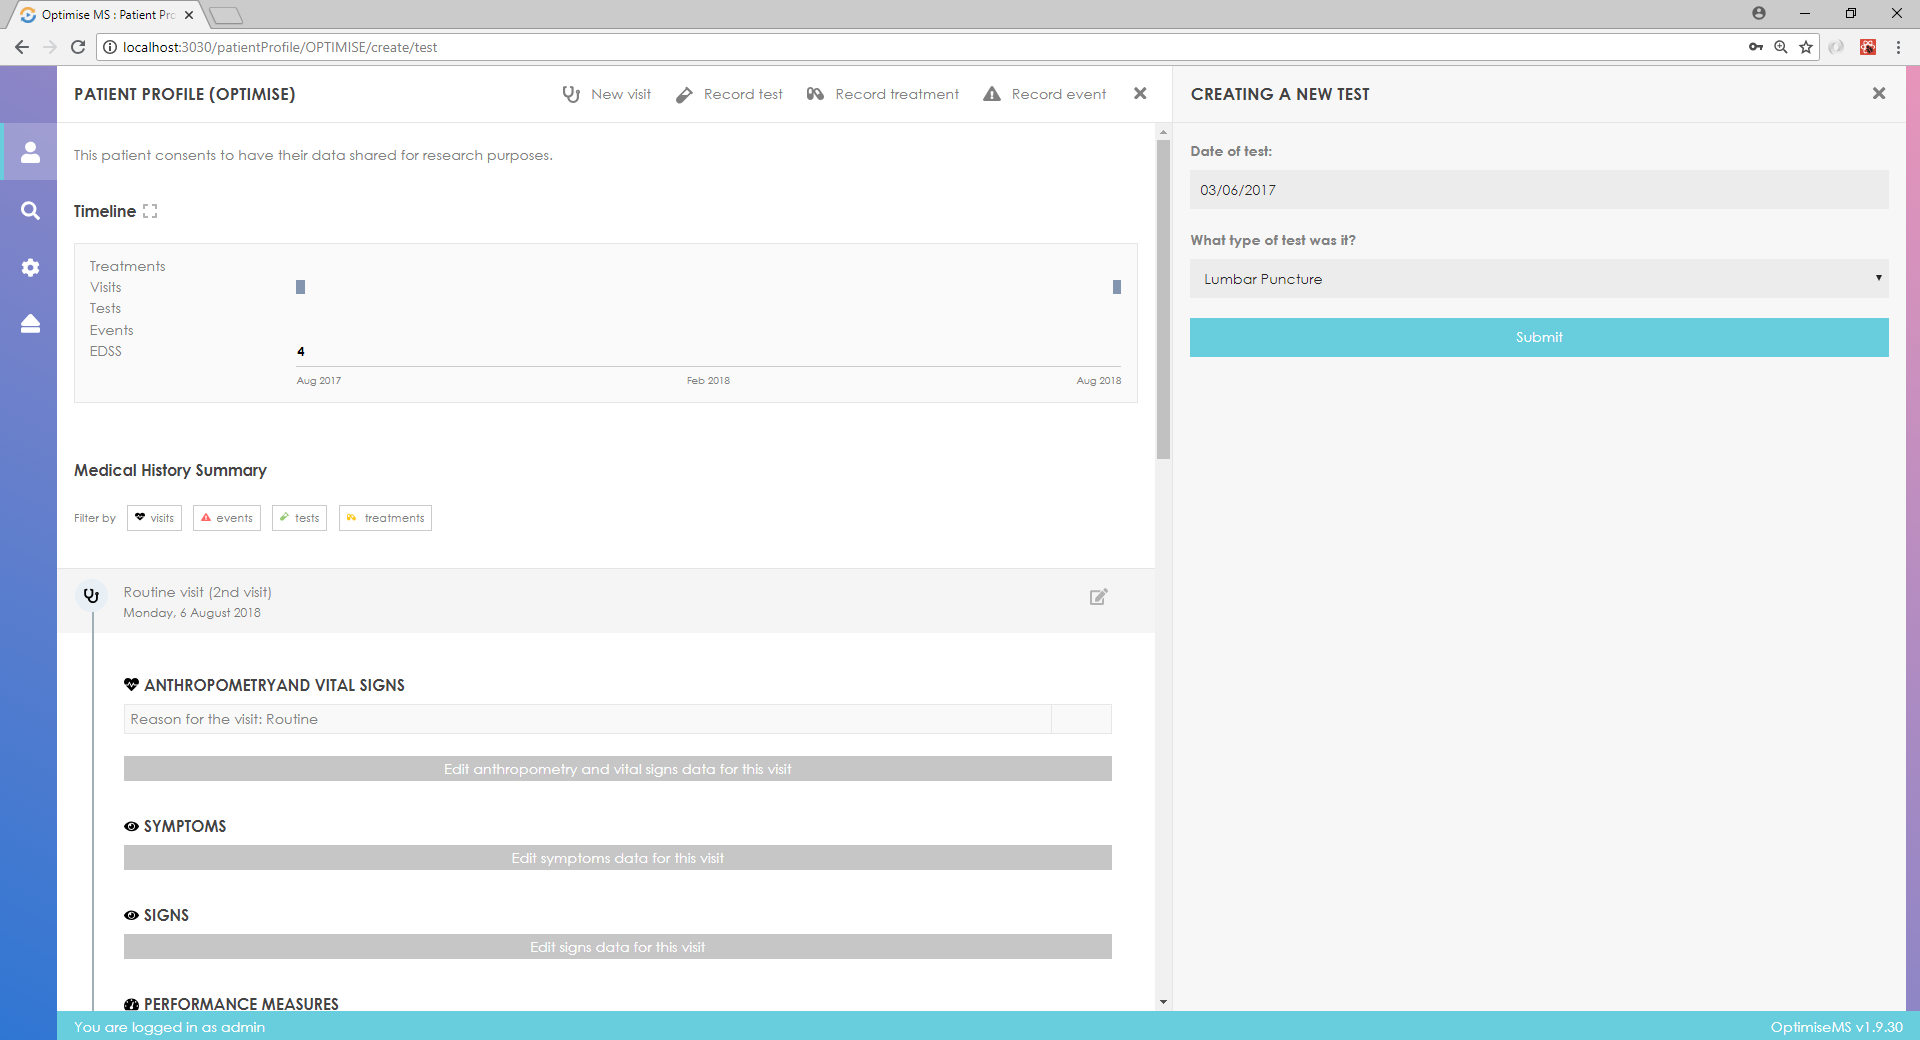 Optimise MS : Patient Pro
localhost:3030/patientProfile/OPTIMISE/create/test
PATIENT PROFILE (OPTIMISE)
New visit
Record test
Record treatment
Record event
This patient consents to have their data shared for research purposes.
Timeline
Treatments
Visits
Tests
Events
EDSS
4
Aug 2017
Feb 2018
Aug 2018
Medical History Summary
Filter by
visits
events
tests
treatments
Routine visit (2nd visit)
Monday, 6 August 2018
ANTHROPOMETRYAND VITAL SIGNS
Reason for the visit: Routine
Edit anthropometry and vital signs data for this visit
SYMPTOMS
Edit symptoms data for this visit
SIGNS
Edit signs data for this visit
PERFORMANCE MEASURES
CREATING A NEW TEST
Date of test:
03/06/2017
What type of test was it?
Lumbar Puncture
Submit
You are logged in as admin
OptimiseMS v1.9.30